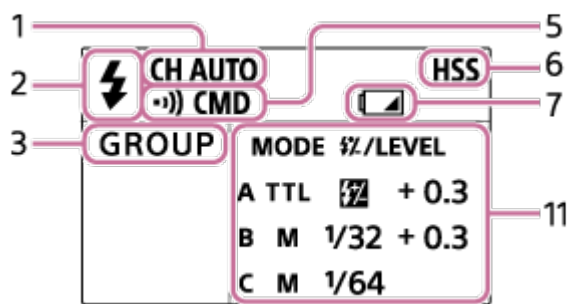 1 5
CH AUTO HSS 6
2 CMD 7
3 GROUP MODE /LEVEL
A TTL + 0.3 11
B M 1/32 + 0.3
C M 1/64